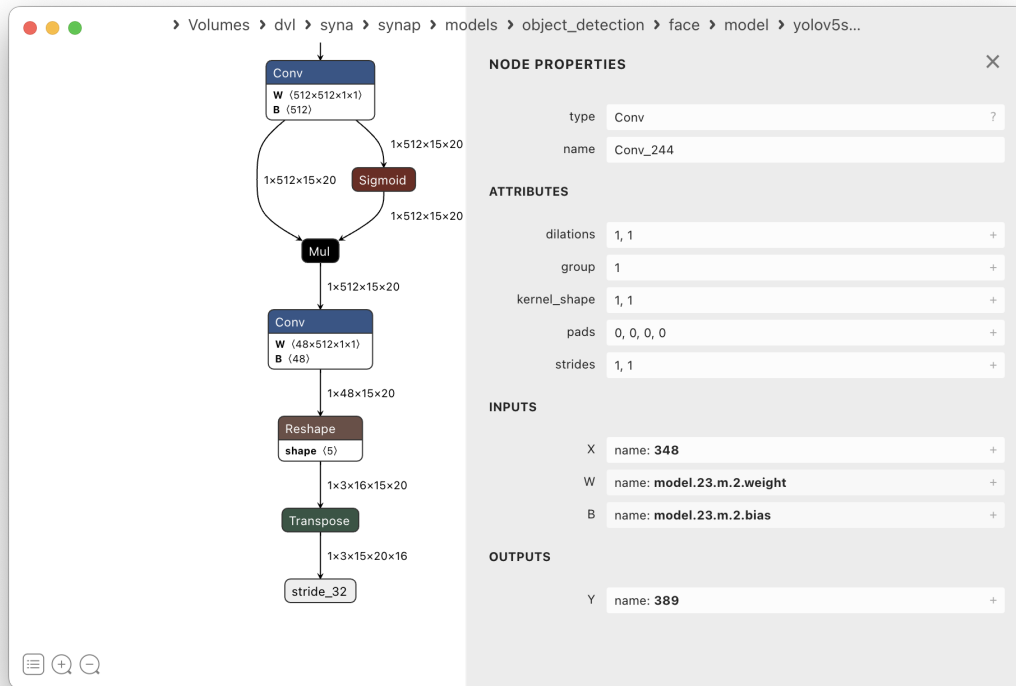 › Volumes › dvl › syna › synap › models › object_detection › face › model › yolov5s...
Conv
W ⟨512×512×1×1⟩
B ⟨512⟩
1×512×15×20
1×512×15×20
Sigmoid
1×512×15×20
Mul
1×512×15×20
Conv
W ⟨48×512×1×1⟩
B ⟨48⟩
1×48×15×20
Reshape
shape ⟨5⟩
1×3×16×15×20
Transpose
1×3×15×20×16
stride_32
NODE PROPERTIES
type Conv ?
name Conv_244
ATTRIBUTES
dilations 1, 1 +
group 1 +
kernel_shape 1, 1 +
pads 0, 0, 0, 0 +
strides 1, 1 +
INPUTS
X name: 348 +
W name: model.23.m.2.weight +
B name: model.23.m.2.bias +
OUTPUTS
Y name: 389 +